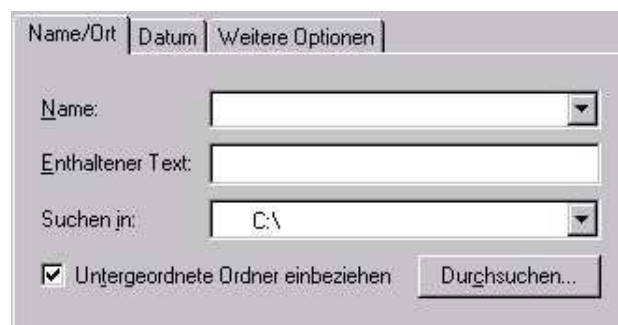 Name/Ort Datum Weitere Optionen
Name:
Enthaltener Text:
Suchen in: C:\
Untergeordnete Ordner einbeziehen Durchsuchen...